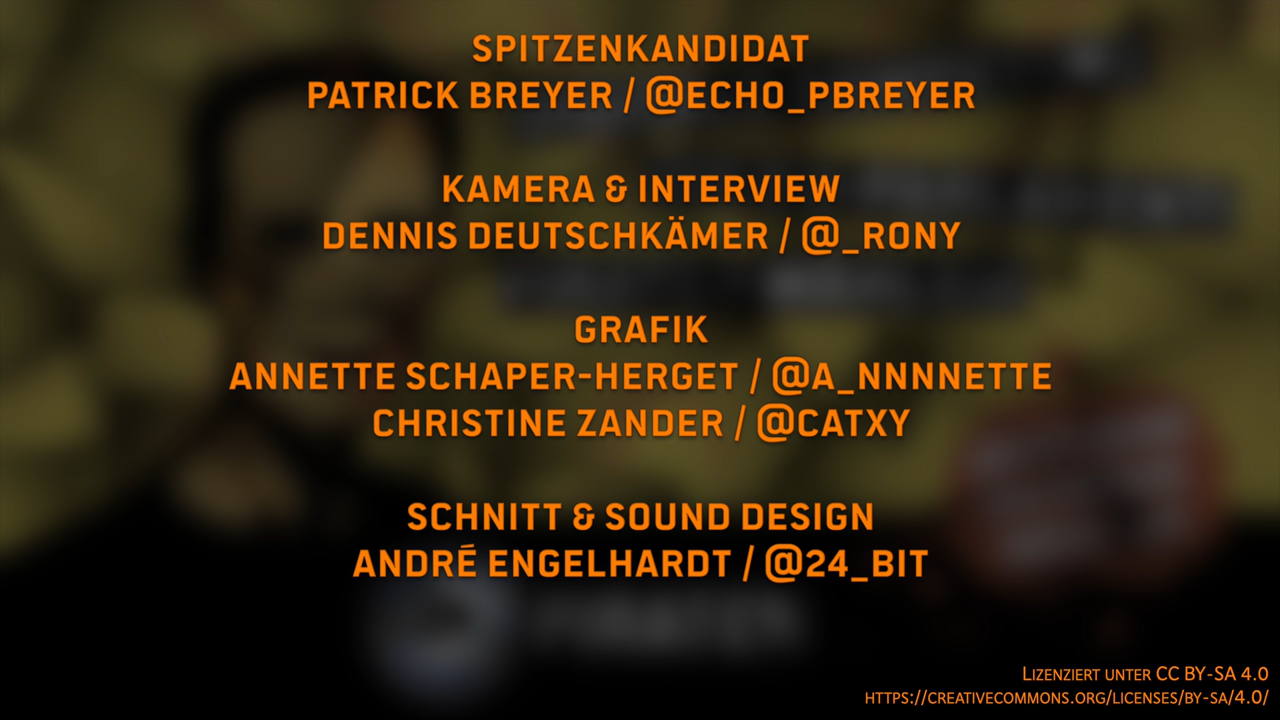 SPITZENKANDIDAT
PATRICK BREYER / @ECHO_PBREYER
KAMERA & INTERVIEW
DENNIS DEUTSCHKÄMER / @_RONY
GRAFIK
ANNETTE SCHAPER-HERGET / @A_NNNNETTE
CHRISTINE ZANDER / @CATXY
SCHNITT & SOUND DESIGN
ANDRÉ ENGELHARDT / @24_BIT
LIZENZIERT UNTER CC BY-SA 4.0
HTTPS://CREATIVECOMMONS.ORG/LICENSES/BY-SA/4.0/